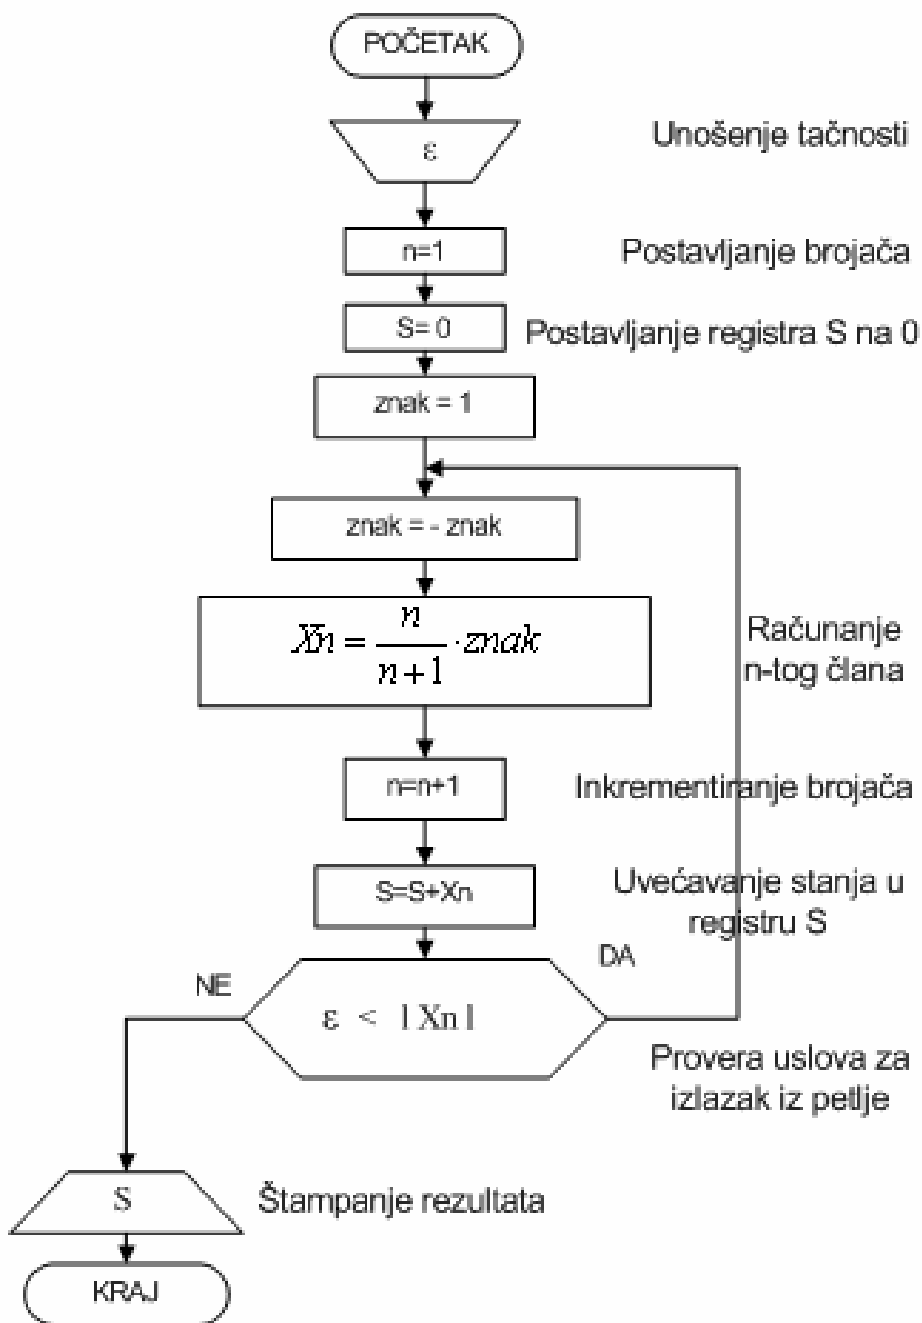 POČETAK
ε
Unošenje tačnosti
n=1
Postavljanje brojača
S= 0
Postavljanje registra S na 0
znak = 1
znak = - znak
Xn = n/(n+1) · znak
Računanje
n-tog člana
n=n+1
Inkrementiranje brojača
S=S+Xn
Uvećavanje stanja u
registru S
NE
DA
ε < | Xn |
Provera uslova za
izlazak iz petlje
S
Štampanje rezultata
KRAJ